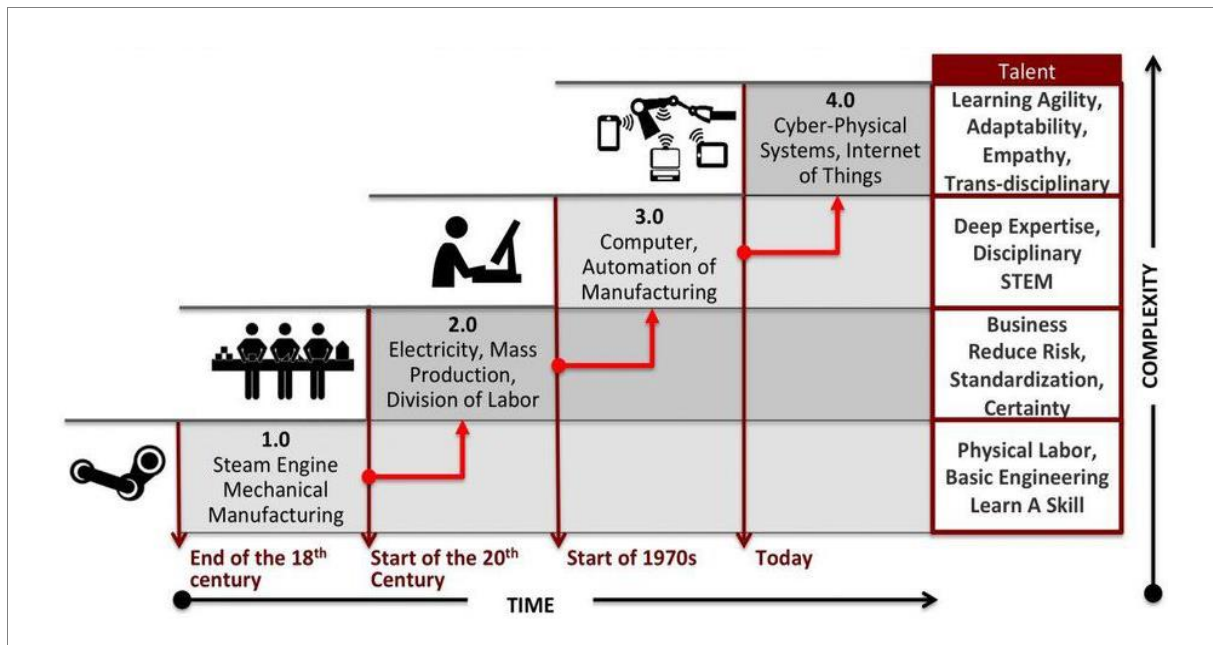 Talent
4.0
Cyber-Physical
Systems, Internet
of Things
Learning Agility,
Adaptability,
Empathy,
Trans-disciplinary
3.0
Computer,
Automation of
Manufacturing
Deep Expertise,
Disciplinary
STEM
2.0
Electricity, Mass
Production,
Division of Labor
Business
Reduce Risk,
Standardization,
Certainty
1.0
Steam Engine
Mechanical
Manufacturing
Physical Labor,
Basic Engineering
Learn A Skill
COMPLEXITY
End of the 18th
century
Start of the 20th
Century
Start of 1970s
Today
TIME